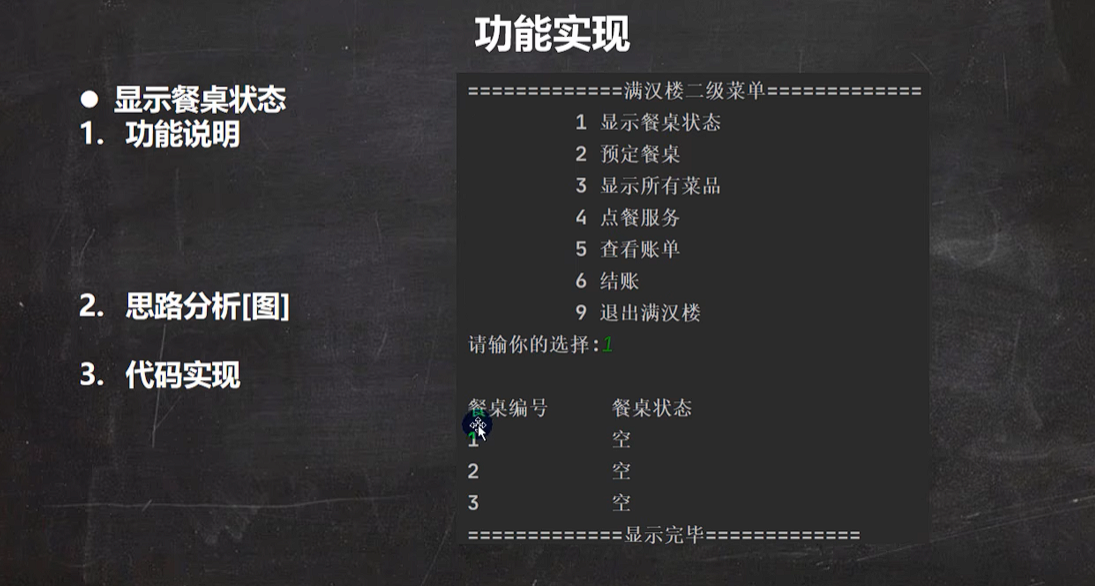 功能实现
● 显示餐桌状态
1. 功能说明
2. 思路分析[图]
3. 代码实现
=============满汉楼二级菜单=============
1 显示餐桌状态
2 预定餐桌
3 显示所有菜品
4 点餐服务
5 查看账单
6 结账
9 退出满汉楼
请输你的选择:1
餐桌编号 餐桌状态
1 空
2 空
3 空
=============显示完毕=============